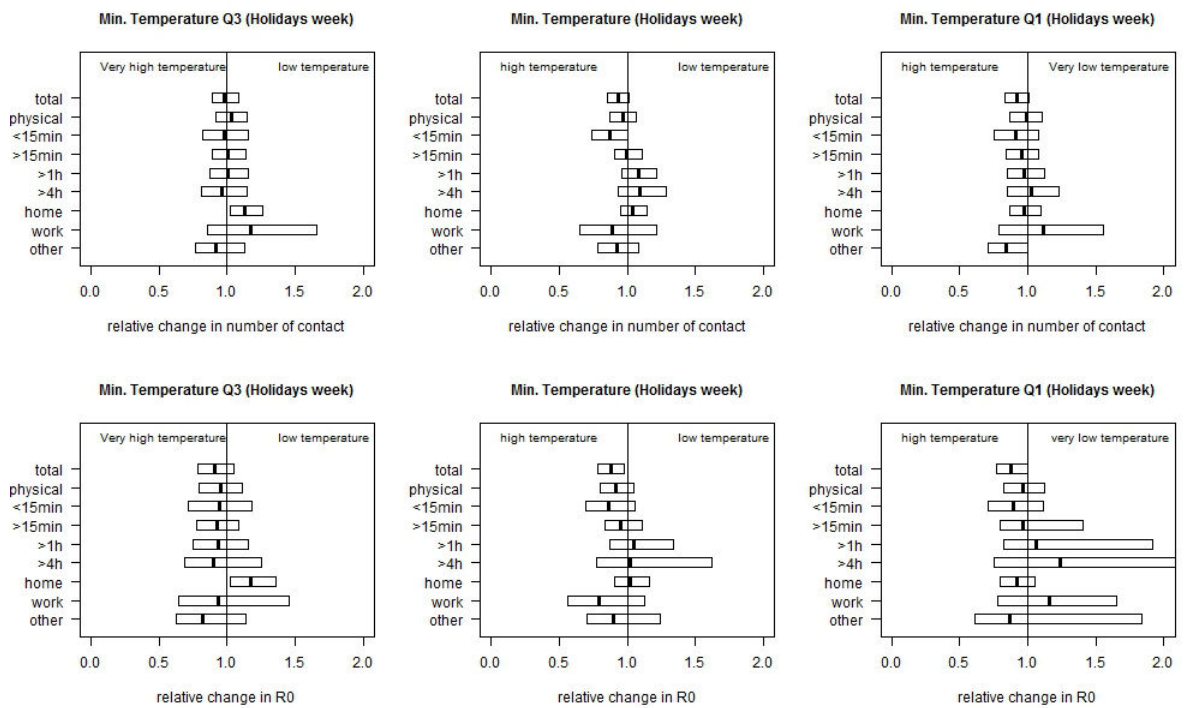 Min. Temperature Q3 (Holidays week)
Very high temperature
low temperature
total
physical
<15min
>15min
>1h
>4h
home
work
other
0.0 0.5 1.0 1.5 2.0
relative change in number of contact
Min. Temperature (Holidays week)
high temperature
low temperature
total
physical
<15min
>15min
>1h
>4h
home
work
other
0.0 0.5 1.0 1.5 2.0
relative change in number of contact
Min. Temperature Q1 (Holidays week)
high temperature
Very low temperature
total
physical
<15min
>15min
>1h
>4h
home
work
other
0.0 0.5 1.0 1.5 2.0
relative change in number of contact
Min. Temperature Q3 (Holidays week)
Very high temperature
low temperature
total
physical
<15min
>15min
>1h
>4h
home
work
other
0.0 0.5 1.0 1.5 2.0
relative change in R0
Min. Temperature (Holidays week)
high temperature
low temperature
total
physical
<15min
>15min
>1h
>4h
home
work
other
0.0 0.5 1.0 1.5 2.0
relative change in R0
Min. Temperature Q1 (Holidays week)
high temperature
very low temperature
total
physical
<15min
>15min
>1h
>4h
home
work
other
0.0 0.5 1.0 1.5 2.0
relative change in R0